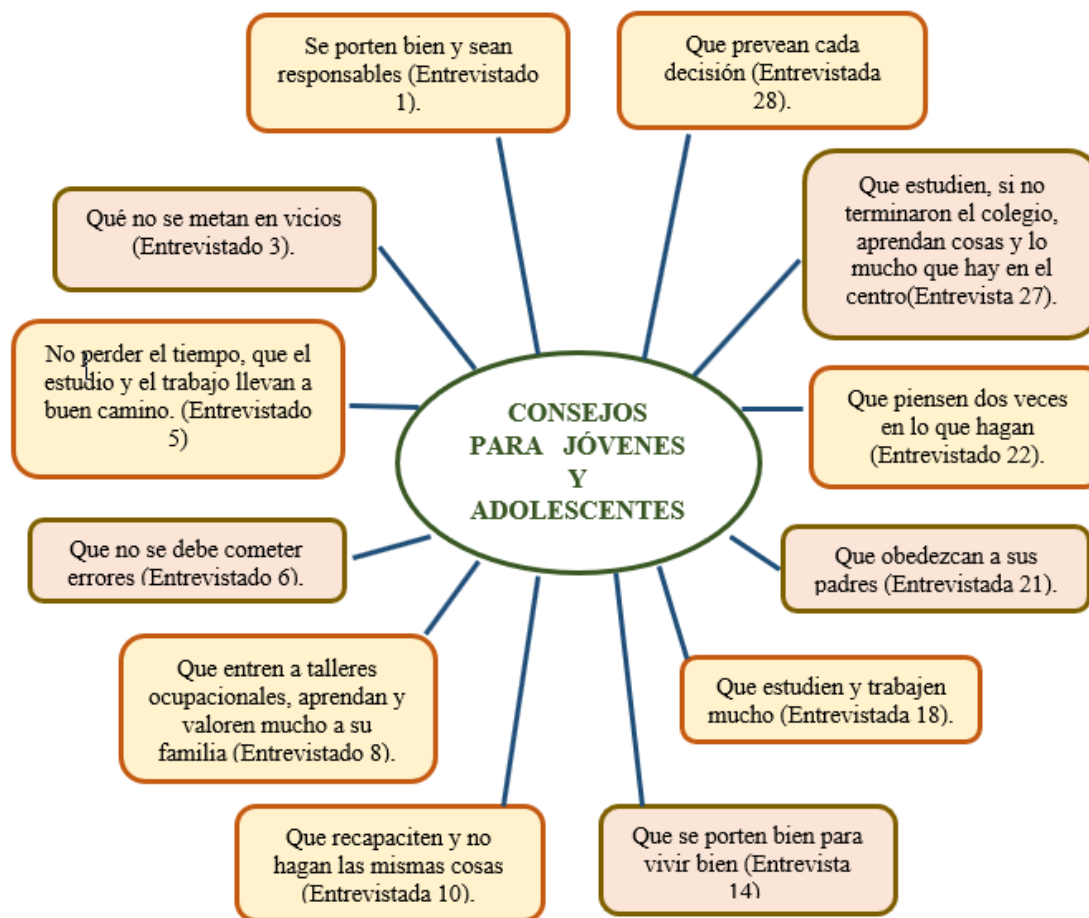 Se porten bien y sean
responsables (Entrevistado
1).
Que prevean cada
decisión (Entrevistada
28).
Qué no se metan en vicios
(Entrevistado 3).
Que estudien, si no
terminaron el colegio,
aprendan cosas y lo
mucho que hay en el
centro(Entrevista 27).
No perder el tiempo, que el
estudio y el trabajo llevan a
buen camino. (Entrevistado
5)
CONSEJOS
PARA JÓVENES
Y
ADOLESCENTES
Que piensen dos veces
en lo que hagan
(Entrevistado 22).
Que no se debe cometer
errores (Entrevistado 6).
Que obedezcan a sus
padres (Entrevistada 21).
Que entren a talleres
ocupacionales, aprendan y
valoren mucho a su
familia (Entrevistado 8).
Que estudien y trabajen
mucho (Entrevistada 18).
Que recapaciten y no
hagan las mismas cosas
(Entrevistada 10).
Que se porten bien para
vivir bien (Entrevista
14)